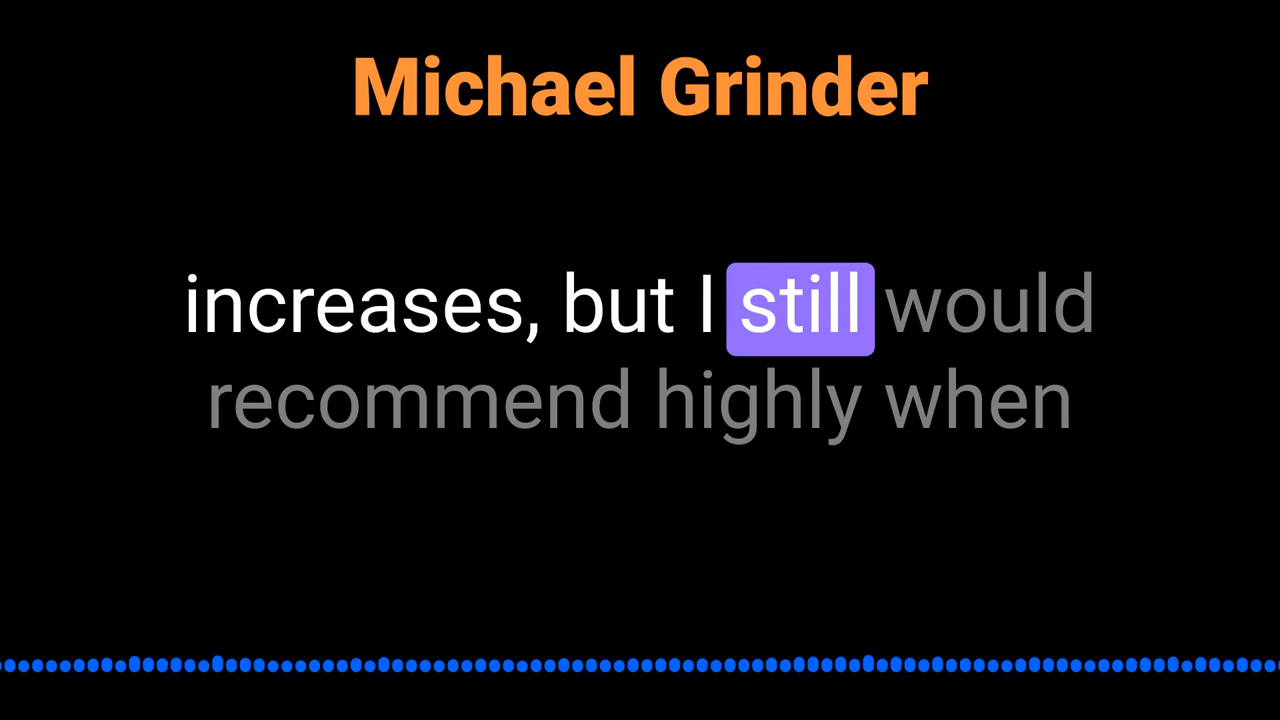 Michael Grinder
increases, but I still would
recommend highly when